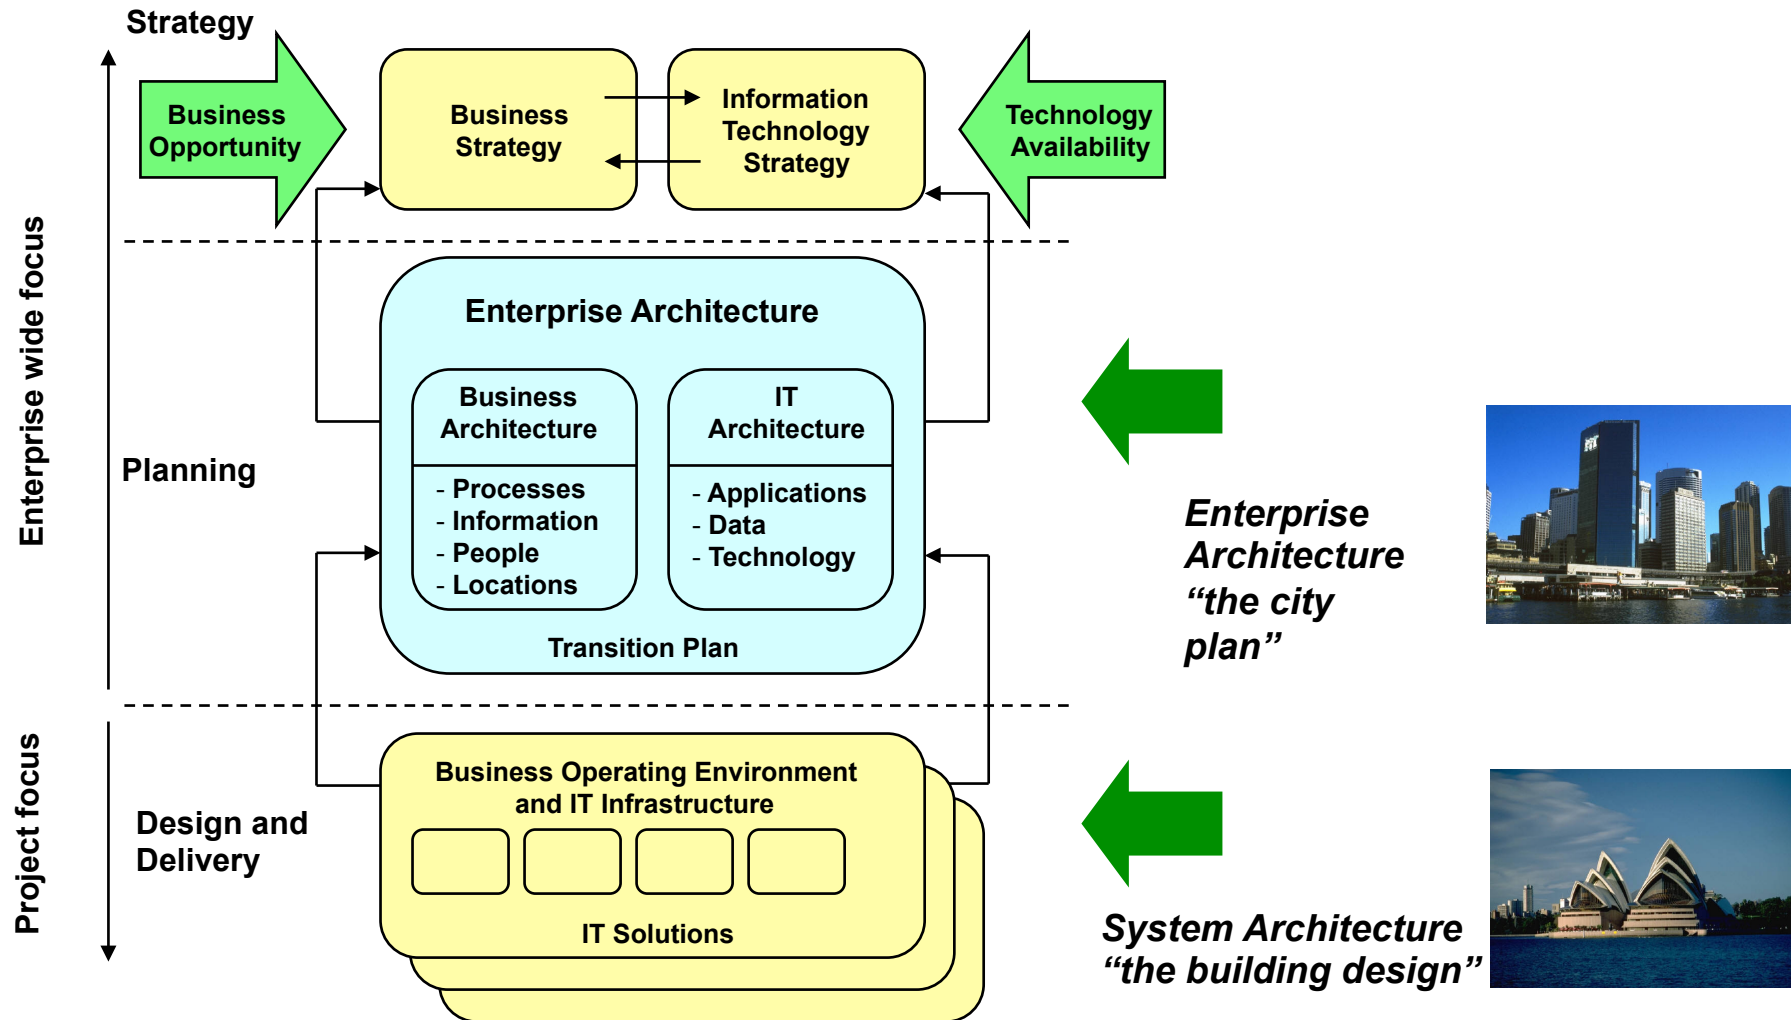 Strategy
Business
Opportunity
Business
Strategy
Information
Technology
Strategy
Technology
Availability
Enterprise wide focus
Planning
Enterprise Architecture
Business
Architecture
- Processes
- Information
- People
- Locations
IT
Architecture
- Applications
- Data
- Technology
Transition Plan
Enterprise
Architecture
“the city
plan”
Project focus
Design and
Delivery
Business Operating Environment
and IT Infrastructure
IT Solutions
System Architecture
“the building design”